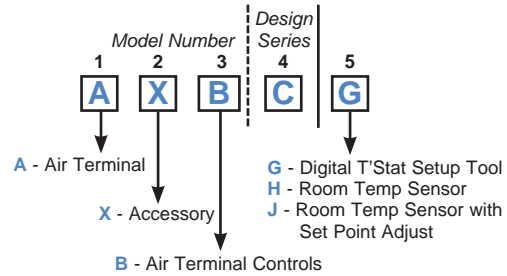 Model Number
Design
Series
1 2 3 4 5
A X B C G
A - Air Terminal
X - Accessory
B - Air Terminal Controls
G - Digital T'Stat Setup Tool
H - Room Temp Sensor
J - Room Temp Sensor with
Set Point Adjust